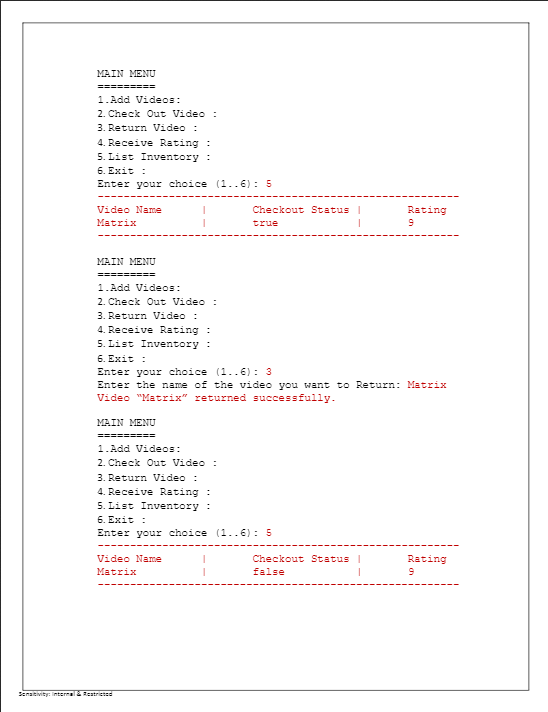 MAIN MENU
=========
1.Add Videos:
2.Check Out Video :
3.Return Video :
4.Receive Rating :
5.List Inventory :
6.Exit :
Enter your choice (1..6): 5
--------------------------------------------------------
Video Name | Checkout Status | Rating
Matrix | true | 9
--------------------------------------------------------
MAIN MENU
=========
1.Add Videos:
2.Check Out Video :
3.Return Video :
4.Receive Rating :
5.List Inventory :
6.Exit :
Enter your choice (1..6): 3
Enter the name of the video you want to Return: Matrix
Video “Matrix” returned successfully.
MAIN MENU
=========
1.Add Videos:
2.Check Out Video :
3.Return Video :
4.Receive Rating :
5.List Inventory :
6.Exit :
Enter your choice (1..6): 5
--------------------------------------------------------
Video Name | Checkout Status | Rating
Matrix | false | 9
--------------------------------------------------------
Sensitivity: Internal & Restricted